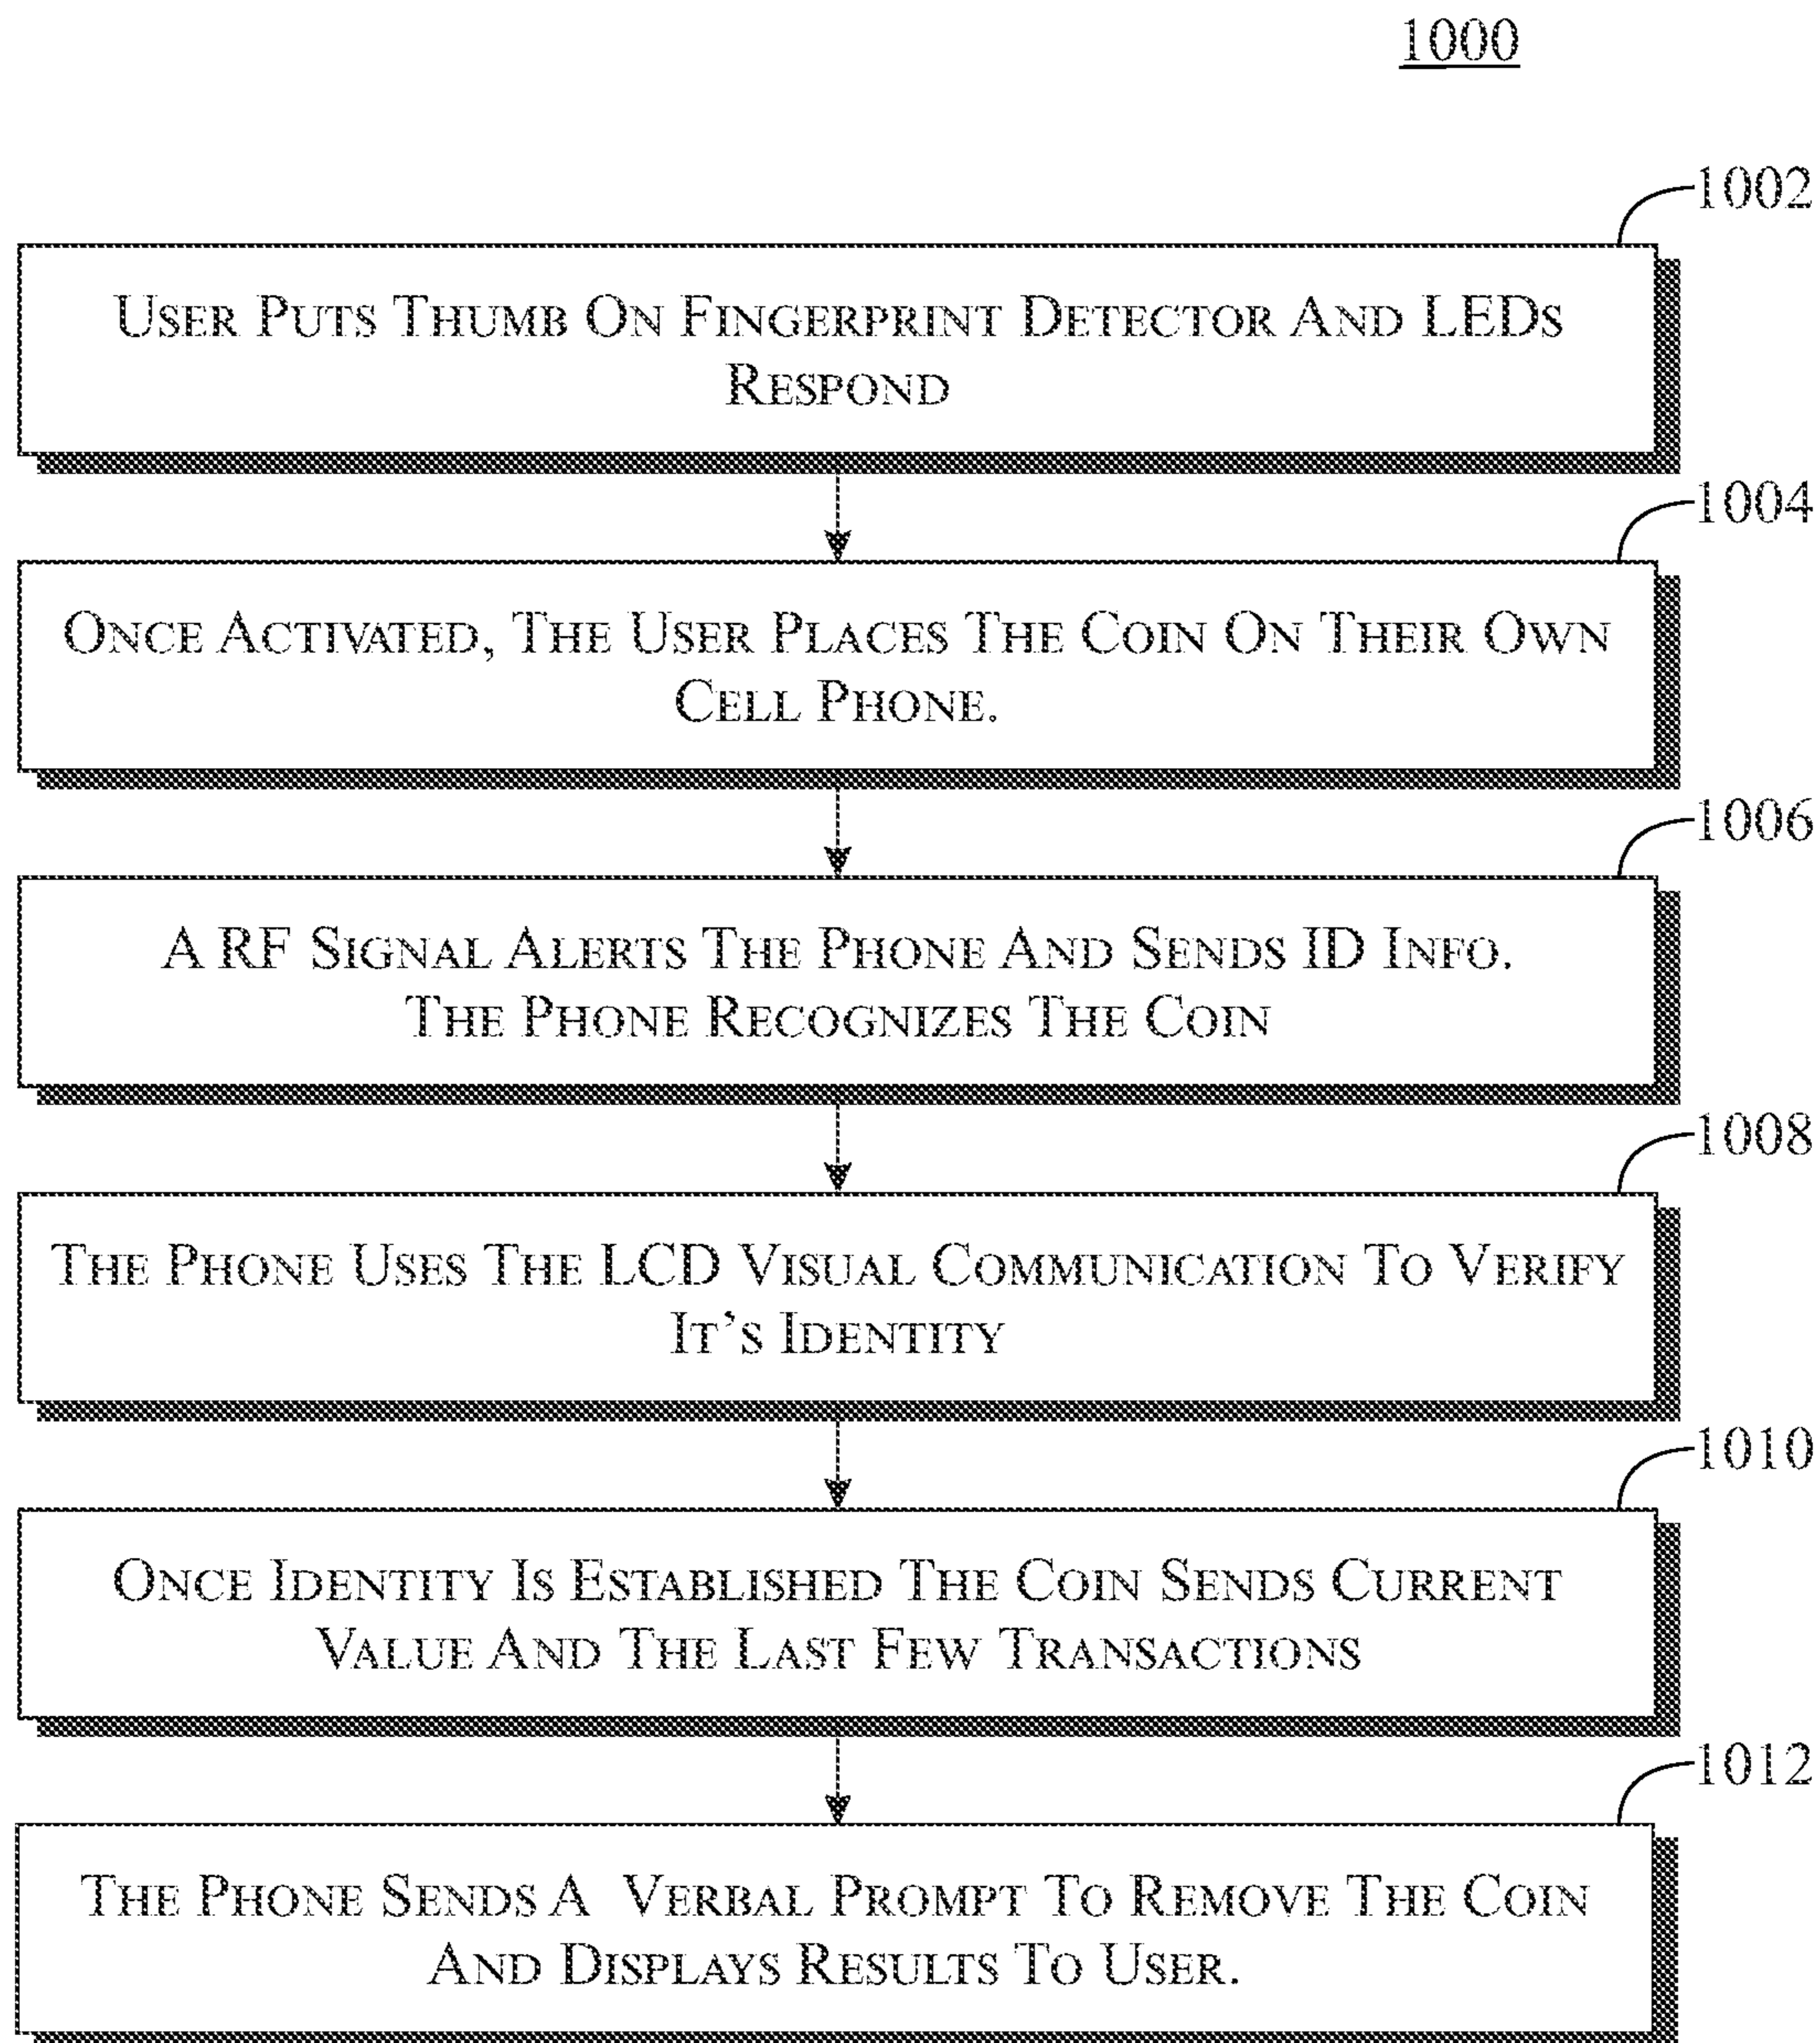 1000
1002
User Puts Thumb On Fingerprint Detector And LEDs
Respond
1004
Once Activated, The User Places The Coin On Their Own
Cell Phone.
1006
A RF Signal Alerts The Phone And Sends ID Info.
The Phone Recognizes The Coin
1008
The Phone Uses The LCD Visual Communication To Verify
It's Identity
1010
Once Identity Is Established The Coin Sends Current
Value And The Last Few Transactions
1012
The Phone Sends A Verbal Prompt To Remove The Coin
And Displays Results To User.